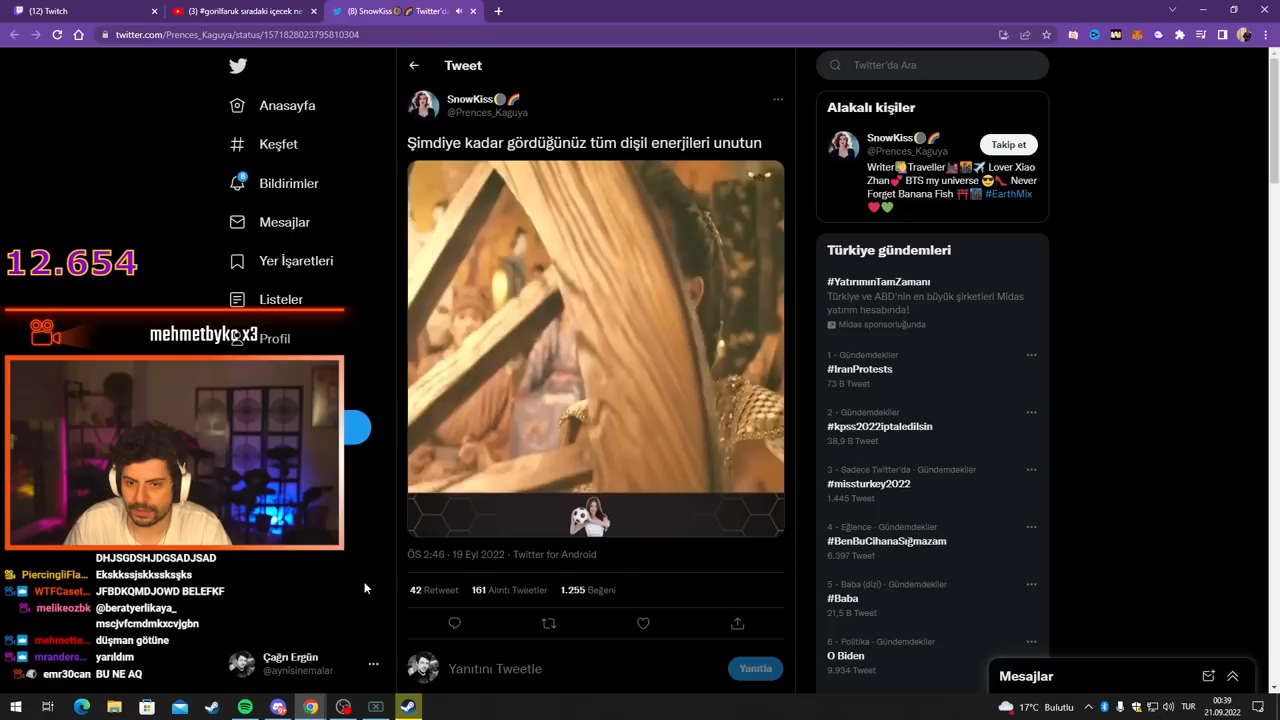 (12) Twitch
(3) #gorilfaruk sıradaki içecek ne
(8) SnowKiss
twitter.com/Prences_Kaguya/status/1571828023795810304
Tweet
SnowKiss
@Prences_Kaguya
Şimdiye kadar gördüğünüz tüm dişil enerjileri unutun
Anasayfa
Keşfet
8
Bildirimler
Mesajlar
Yer İşaretleri
Listeler
Profil
12.654
ÖS 2:46 · 19 Eyl 2022 · Twitter for Android
42 Retweet 161 Alıntı Tweetler 1.255 Beğeni
Yanıtını Tweetle
Yanıtla
DHJSGDSHJDGSADJSAD
PiercingliFla... Ekskkssjskkssksşks
WTFCaset... JFBDKQMDJOWD BELEFKF
melikeozbk @beratyerlikaya_
mscjvfcmdmkxcvjgbn
mehmette... düşman götüne
mranders... yarıldım
emr30can BU NE AQ
Çağrı Ergün
@aynisinemalar
Twitter'da Ara
Alakalı kişiler
SnowKiss
@Prences_Kaguya
Takip et
Writer Traveller Lover Xiao
Zhan BTS my universe Never
Forget Banana Fish #EarthMix
Türkiye gündemleri
#YatırımınTamZamanı
Türkiye ve ABD'nin en büyük şirketleri Midas
yatırım hesabında!
Midas sponsorluğunda
1 · Gündemdekiler
#IranProtests
73 B Tweet
2 · Gündemdekiler
#kpss2022iptaledilsin
38,9 B Tweet
3 · Sadece Twitter'da · Gündemdekiler
#missturkey2022
1.445 Tweet
4 · Eğlence · Gündemdekiler
#BenBuCihanaSığmazam
6.397 Tweet
5 · Baba (dizi) · Gündemdekiler
#Baba
21,5 B Tweet
6 · Politika · Gündemdekiler
O Biden
9.934 Tweet
Mesajlar
17°C Bulutlu
TUR
00:39
21.09.2022